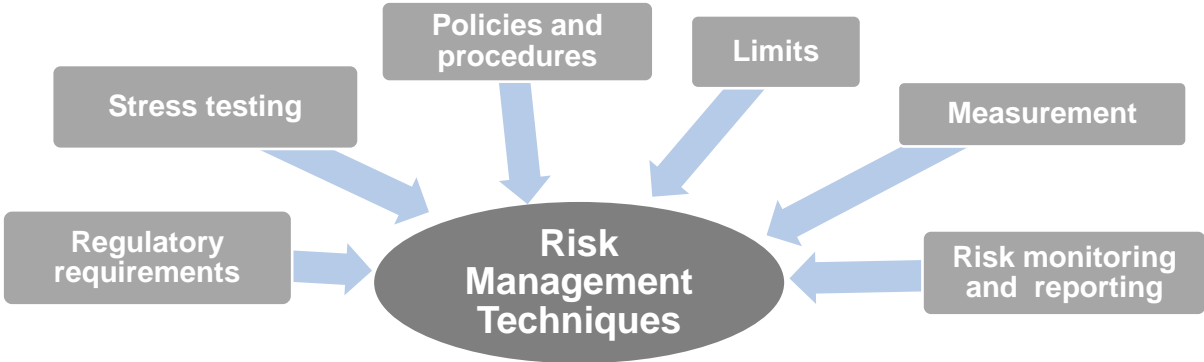 Policies and
procedures
Limits
Stress testing
Measurement
Regulatory
requirements
Risk
Management
Techniques
Risk monitoring
and  reporting